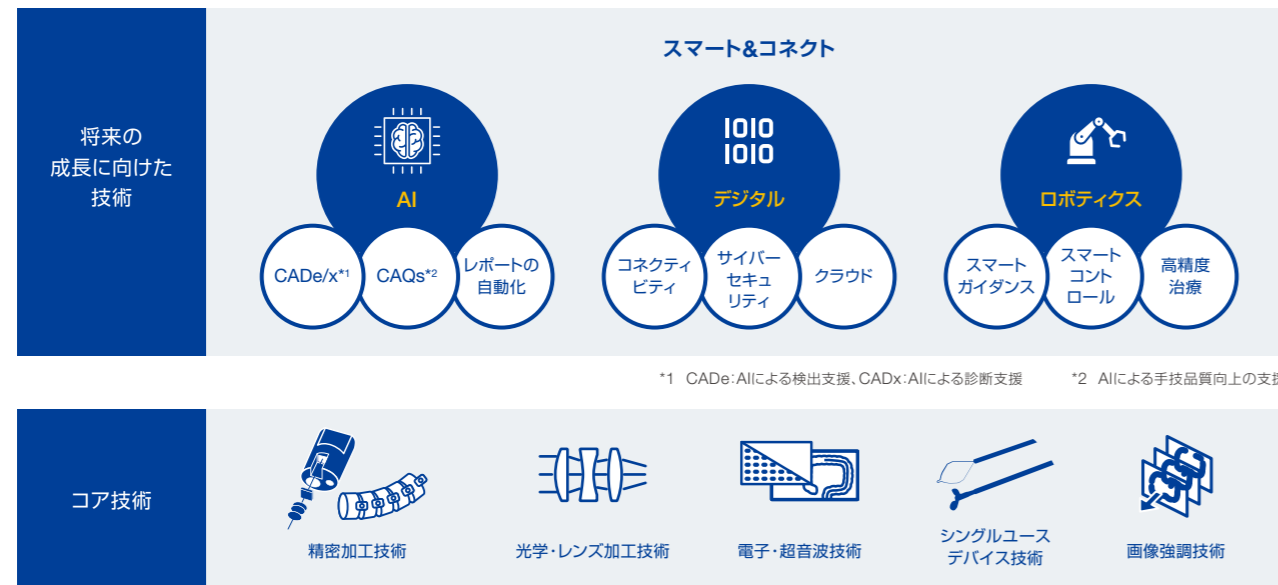 将来の
成長に向けた
技術
スマート&コネクト
AI
CADe/x*1
CAQs*2
レポートの
自動化
IOIO
IOIO
デジタル
コネクティ
ビティ
サイバー
セキュ
リティ
クラウド
ロボティクス
スマート
ガイダンス
スマート
コント
ロール
高精度
治療
*1 CADe:AIによる検出支援、CADx:AIによる診断支援 *2 AIによる手技品質向上の支援
コア技術
精密加工技術
光学・レンズ加工技術
電子・超音波技術
シングルユース
デバイス技術
画像強調技術